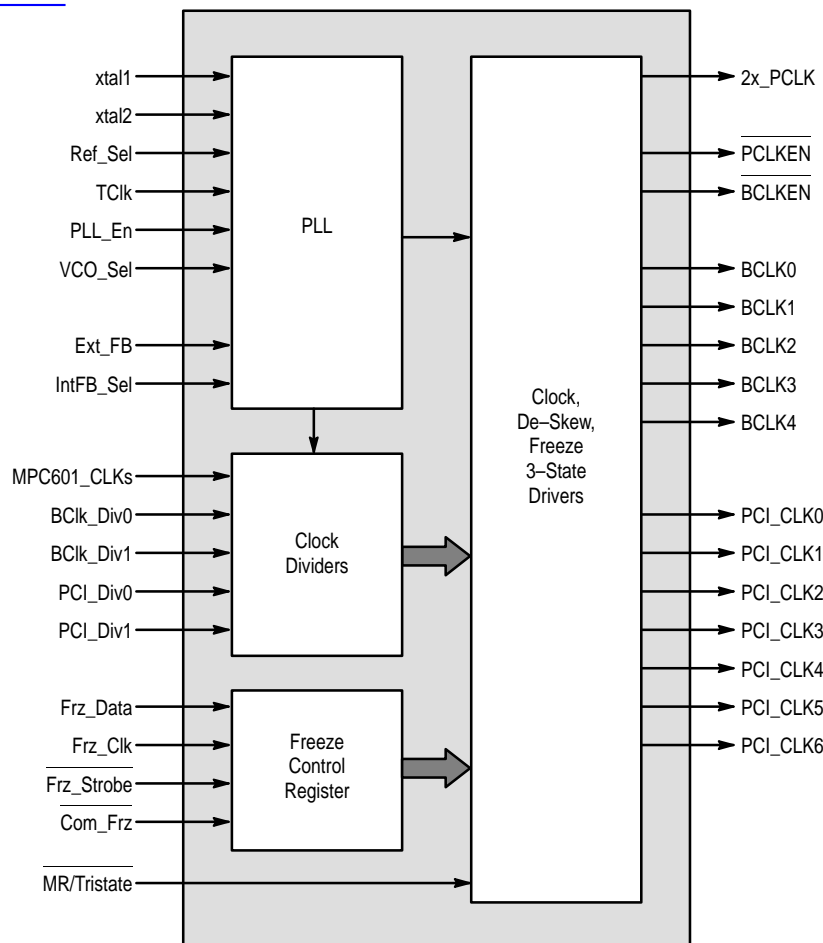 xtal1
xtal2
Ref_Sel
TClk
PLL_En
VCO_Sel
Ext_FB
IntFB_Sel
MPC601_CLKs
BClk_Div0
BClk_Div1
PCI_Div0
PCI_Div1
Frz_Data
Frz_Clk
Frz_Strobe
Com_Frz
MR/Tristate
PLL
Clock
Dividers
Freeze
Control
Register
Clock,
De–Skew,
Freeze
3–State
Drivers
2x_PCLK
PCLKEN
BCLKEN
BCLK0
BCLK1
BCLK2
BCLK3
BCLK4
PCI_CLK0
PCI_CLK1
PCI_CLK2
PCI_CLK3
PCI_CLK4
PCI_CLK5
PCI_CLK6